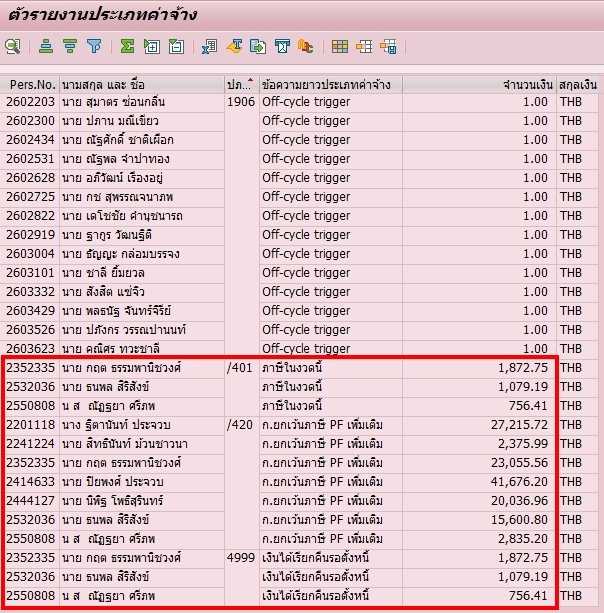 ตัวรายงานประเภทค่าจ้าง
Pers.No. นามสกุล และ ชื่อ ปภ... ข้อความยาวประเภทค่าจ้าง จำนวนเงิน สกุลเงิน
2602203 นาย สุมาตร ซ่อนกลิ่น 1906 Off-cycle trigger 1.00 THB
2602300 นาย ปภาน มณีเขียว Off-cycle trigger 1.00 THB
2602434 นาย ณัฐศักดิ์ ชาติเผือก Off-cycle trigger 1.00 THB
2602531 นาย ณัฐพล จำปาทอง Off-cycle trigger 1.00 THB
2602628 นาย อภิวัฒน์ เรืองอยู่ Off-cycle trigger 1.00 THB
2602725 นาย กช สุพรรณจนาภพ Off-cycle trigger 1.00 THB
2602822 นาย เดโชชัย คำนุชนารถ Off-cycle trigger 1.00 THB
2602919 นาย ฐากูร วัฒนฐิติ Off-cycle trigger 1.00 THB
2603004 นาย ธัญญะ กล่อมบรรจง Off-cycle trigger 1.00 THB
2603101 นาย ชาลี ยิ้มยวล Off-cycle trigger 1.00 THB
2603332 นาย สังสิต แซ่จิว Off-cycle trigger 1.00 THB
2603429 นาย พลธนัฐ จันทร์จิรีย์ Off-cycle trigger 1.00 THB
2603526 นาย ปภังกร วรรณปานนท์ Off-cycle trigger 1.00 THB
2603623 นาย คณิศร ทวะชาลี Off-cycle trigger 1.00 THB
2352335 นาย กฤต ธรรมพานิชวงศ์ /401 ภาษีในงวดนี้ 1,872.75 THB
2532036 นาย ธนพล สิริสังข์ ภาษีในงวดนี้ 1,079.19 THB
2550808 น ส ณัฏฐยา ศรีภพ ภาษีในงวดนี้ 756.41 THB
2201118 นาง ฐิตานันท์ ประจวบ /420 ก.ยกเว้นภาษี PF เพิ่มเติม 27,215.72 THB
2241224 นาย สิทธินันท์ ม้วนชาวนา ก.ยกเว้นภาษี PF เพิ่มเติม 2,375.99 THB
2352335 นาย กฤต ธรรมพานิชวงศ์ ก.ยกเว้นภาษี PF เพิ่มเติม 23,055.56 THB
2414633 นาย ปิยพงศ์ ประจวบ ก.ยกเว้นภาษี PF เพิ่มเติม 41,676.20 THB
2444127 นาย นิพิฐ โพธิ์สุรินทร์ ก.ยกเว้นภาษี PF เพิ่มเติม 20,036.96 THB
2532036 นาย ธนพล สิริสังข์ ก.ยกเว้นภาษี PF เพิ่มเติม 15,600.80 THB
2550808 น ส ณัฏฐยา ศรีภพ ก.ยกเว้นภาษี PF เพิ่มเติม 2,835.20 THB
2352335 นาย กฤต ธรรมพานิชวงศ์ 4999 เงินได้เรียกคืนรอตั้งหนี้ 1,872.75 THB
2532036 นาย ธนพล สิริสังข์ เงินได้เรียกคืนรอตั้งหนี้ 1,079.19 THB
2550808 น ส ณัฏฐยา ศรีภพ เงินได้เรียกคืนรอตั้งหนี้ 756.41 THB